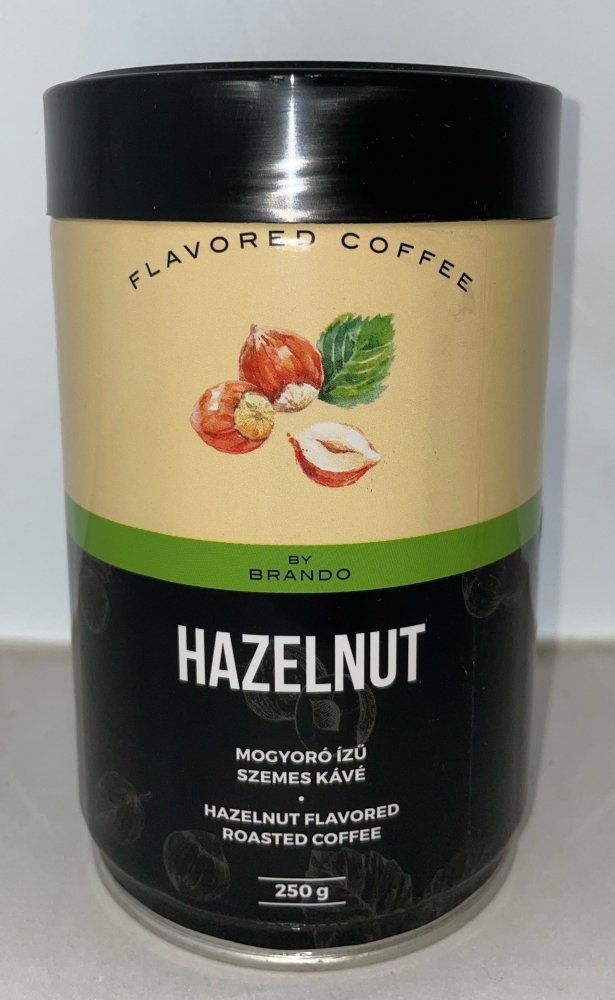 FLAVORED COFFEE
BY
BRANDO
HAZELNUT
MOGYORÓ ÍZŰ
SZEMES KÁVÉ
•
HAZELNUT FLAVORED
ROASTED COFFEE
250 g